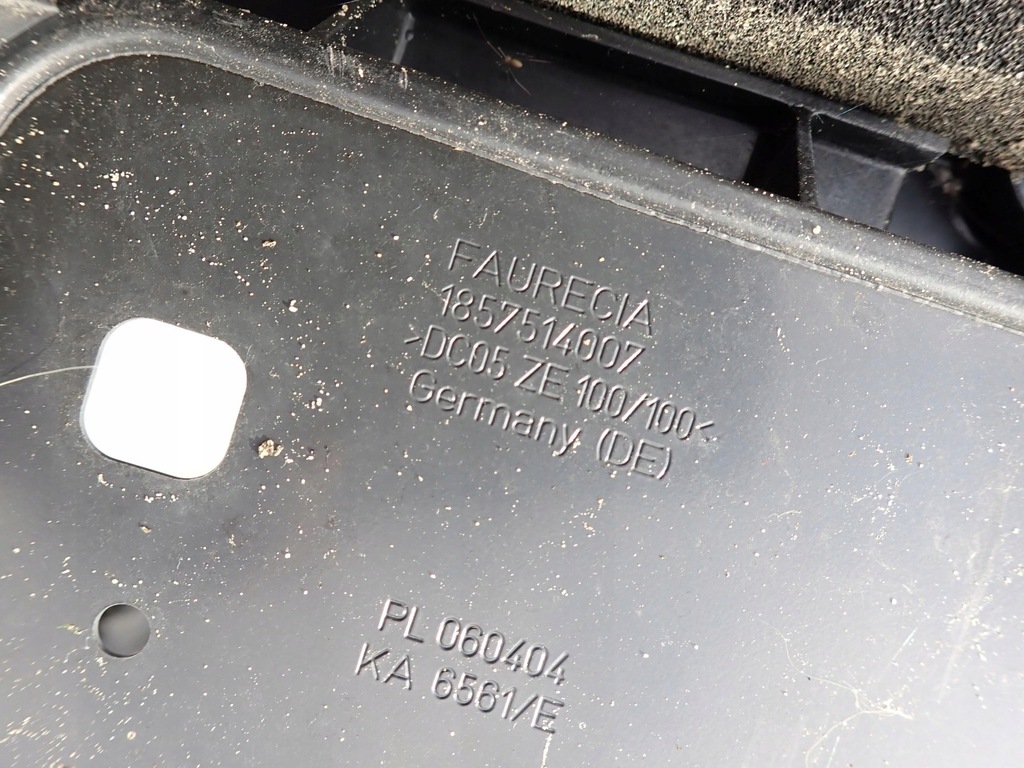 FAURECIA
1857514007
>DC05 ZE 100/100<
Germany (DE)
PL 060404
KA 6561/E